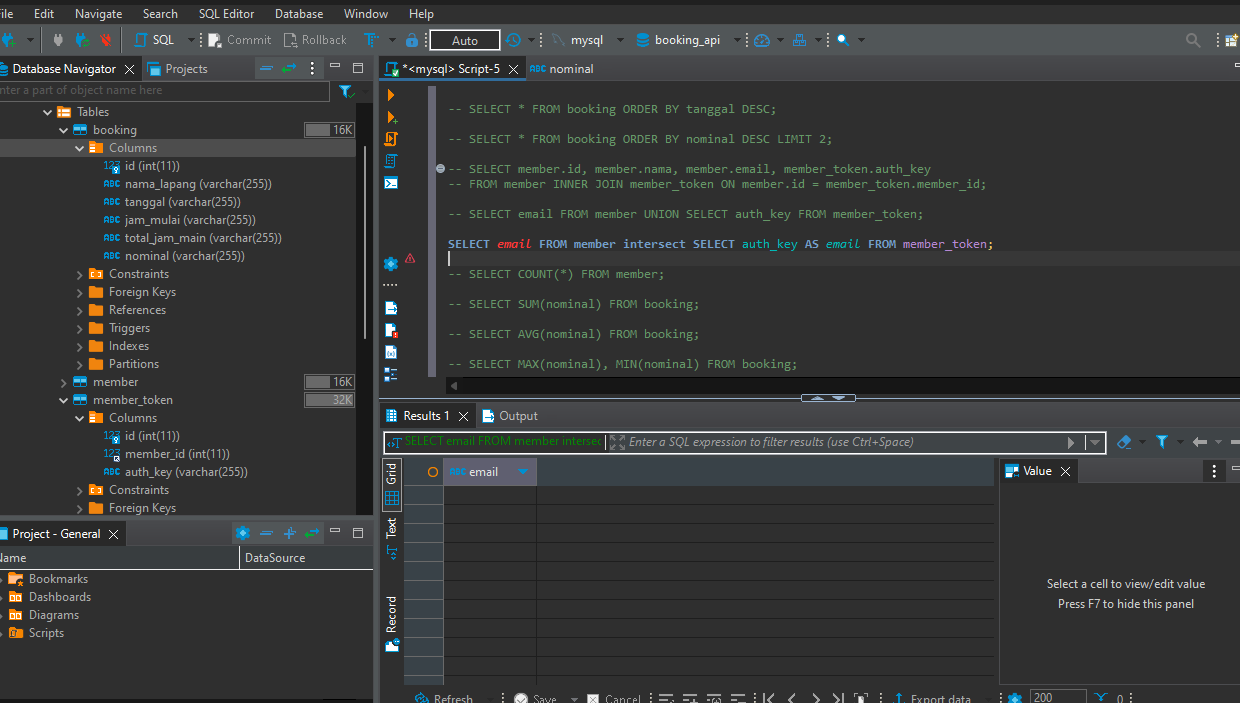 File Edit Navigate Search SQL Editor Database Window Help
SQL Commit Rollback Auto mysql booking_api
Database Navigator Projects
enter a part of object name here
Tables
booking 16K
Columns
id (int(11))
nama_lapang (varchar(255))
tanggal (varchar(255))
jam_mulai (varchar(255))
total_jam_main (varchar(255))
nominal (varchar(255))
Constraints
Foreign Keys
References
Triggers
Indexes
Partitions
member 16K
member_token 32K
Columns
id (int(11))
member_id (int(11))
auth_key (varchar(255))
Constraints
Foreign Keys
Project - General
Name DataSource
Bookmarks
Dashboards
Diagrams
Scripts
*<mysql> Script-5 ABC nominal
-- SELECT * FROM booking ORDER BY tanggal DESC;
-- SELECT * FROM booking ORDER BY nominal DESC LIMIT 2;
-- SELECT member.id, member.nama, member.email, member_token.auth_key
-- FROM member INNER JOIN member_token ON member.id = member_token.member_id;
-- SELECT email FROM member UNION SELECT auth_key FROM member_token;
SELECT email FROM member intersect SELECT auth_key AS email FROM member_token;
-- SELECT COUNT(*) FROM member;
-- SELECT SUM(nominal) FROM booking;
-- SELECT AVG(nominal) FROM booking;
-- SELECT MAX(nominal), MIN(nominal) FROM booking;
Results 1 Output
SELECT email FROM member intersec Enter a SQL expression to filter results (use Ctrl+Space)
Grid
Text
Record
ABC email
Value
Select a cell to view/edit value
Press F7 to hide this panel
Refresh Save Cancel Export data 200 0